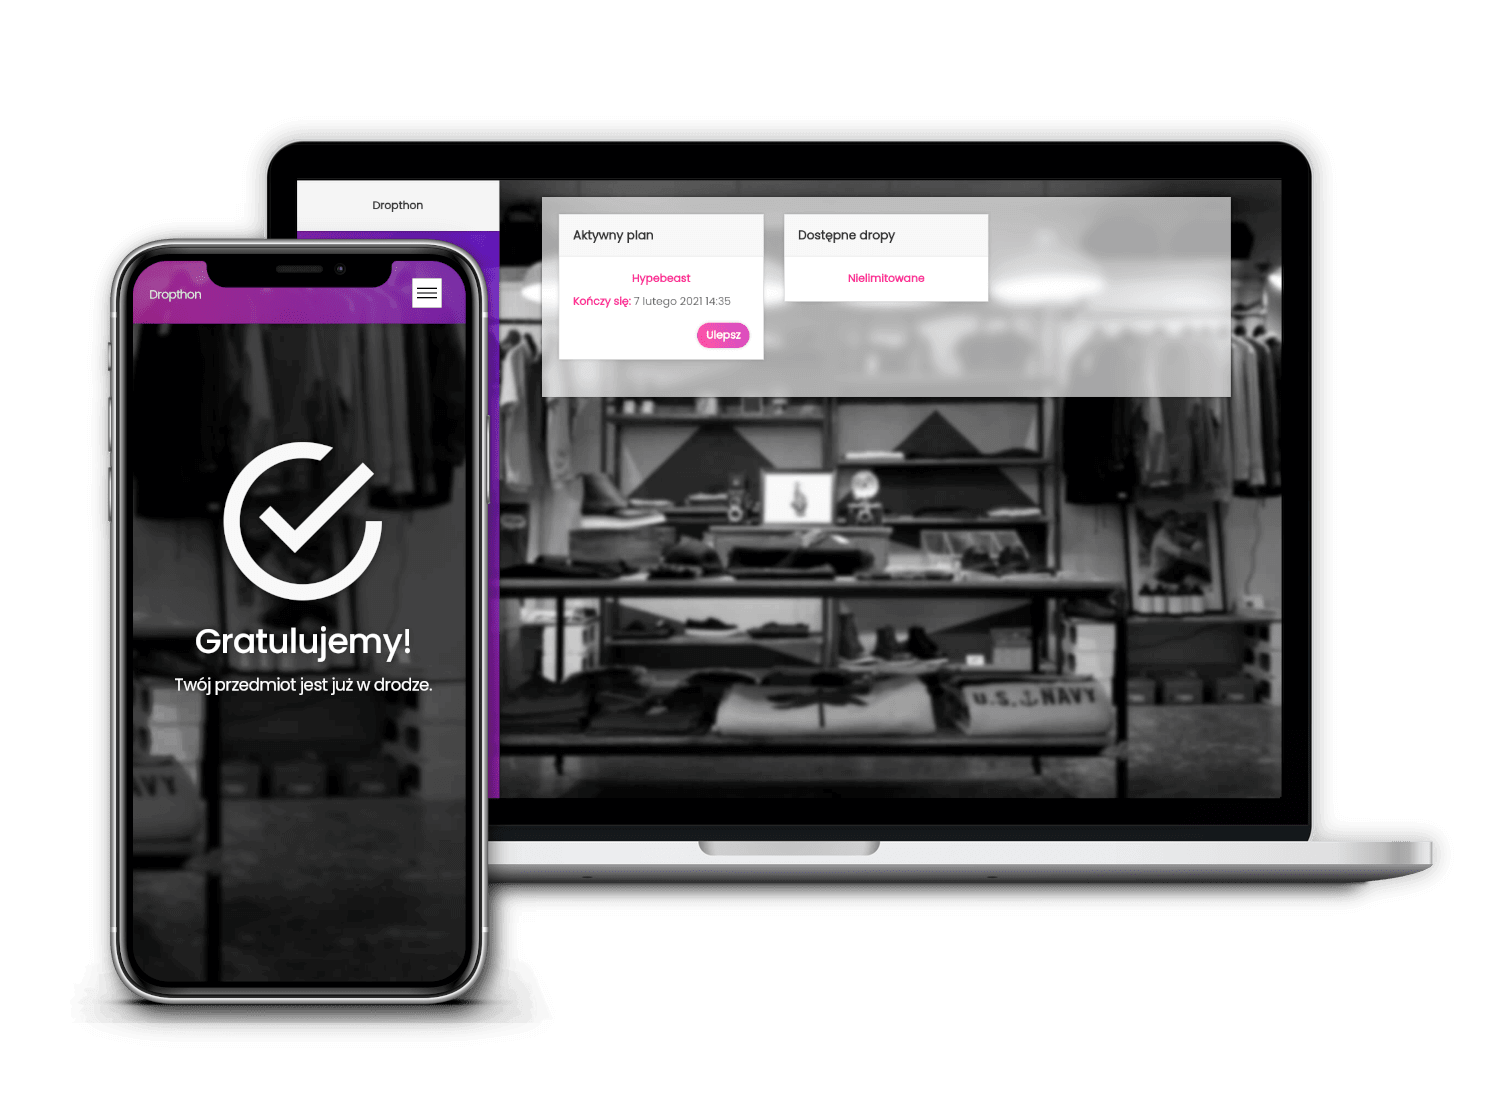 Dropthon
Aktywny plan
Hypebeast
Kończy się: 7 lutego 2021 14:35
Ulepsz
Dostępne dropy
Nielimitowane
Dropthon
Gratulujemy!
Twój przedmiot jest już w drodze.
U.S. NAVY
AVY